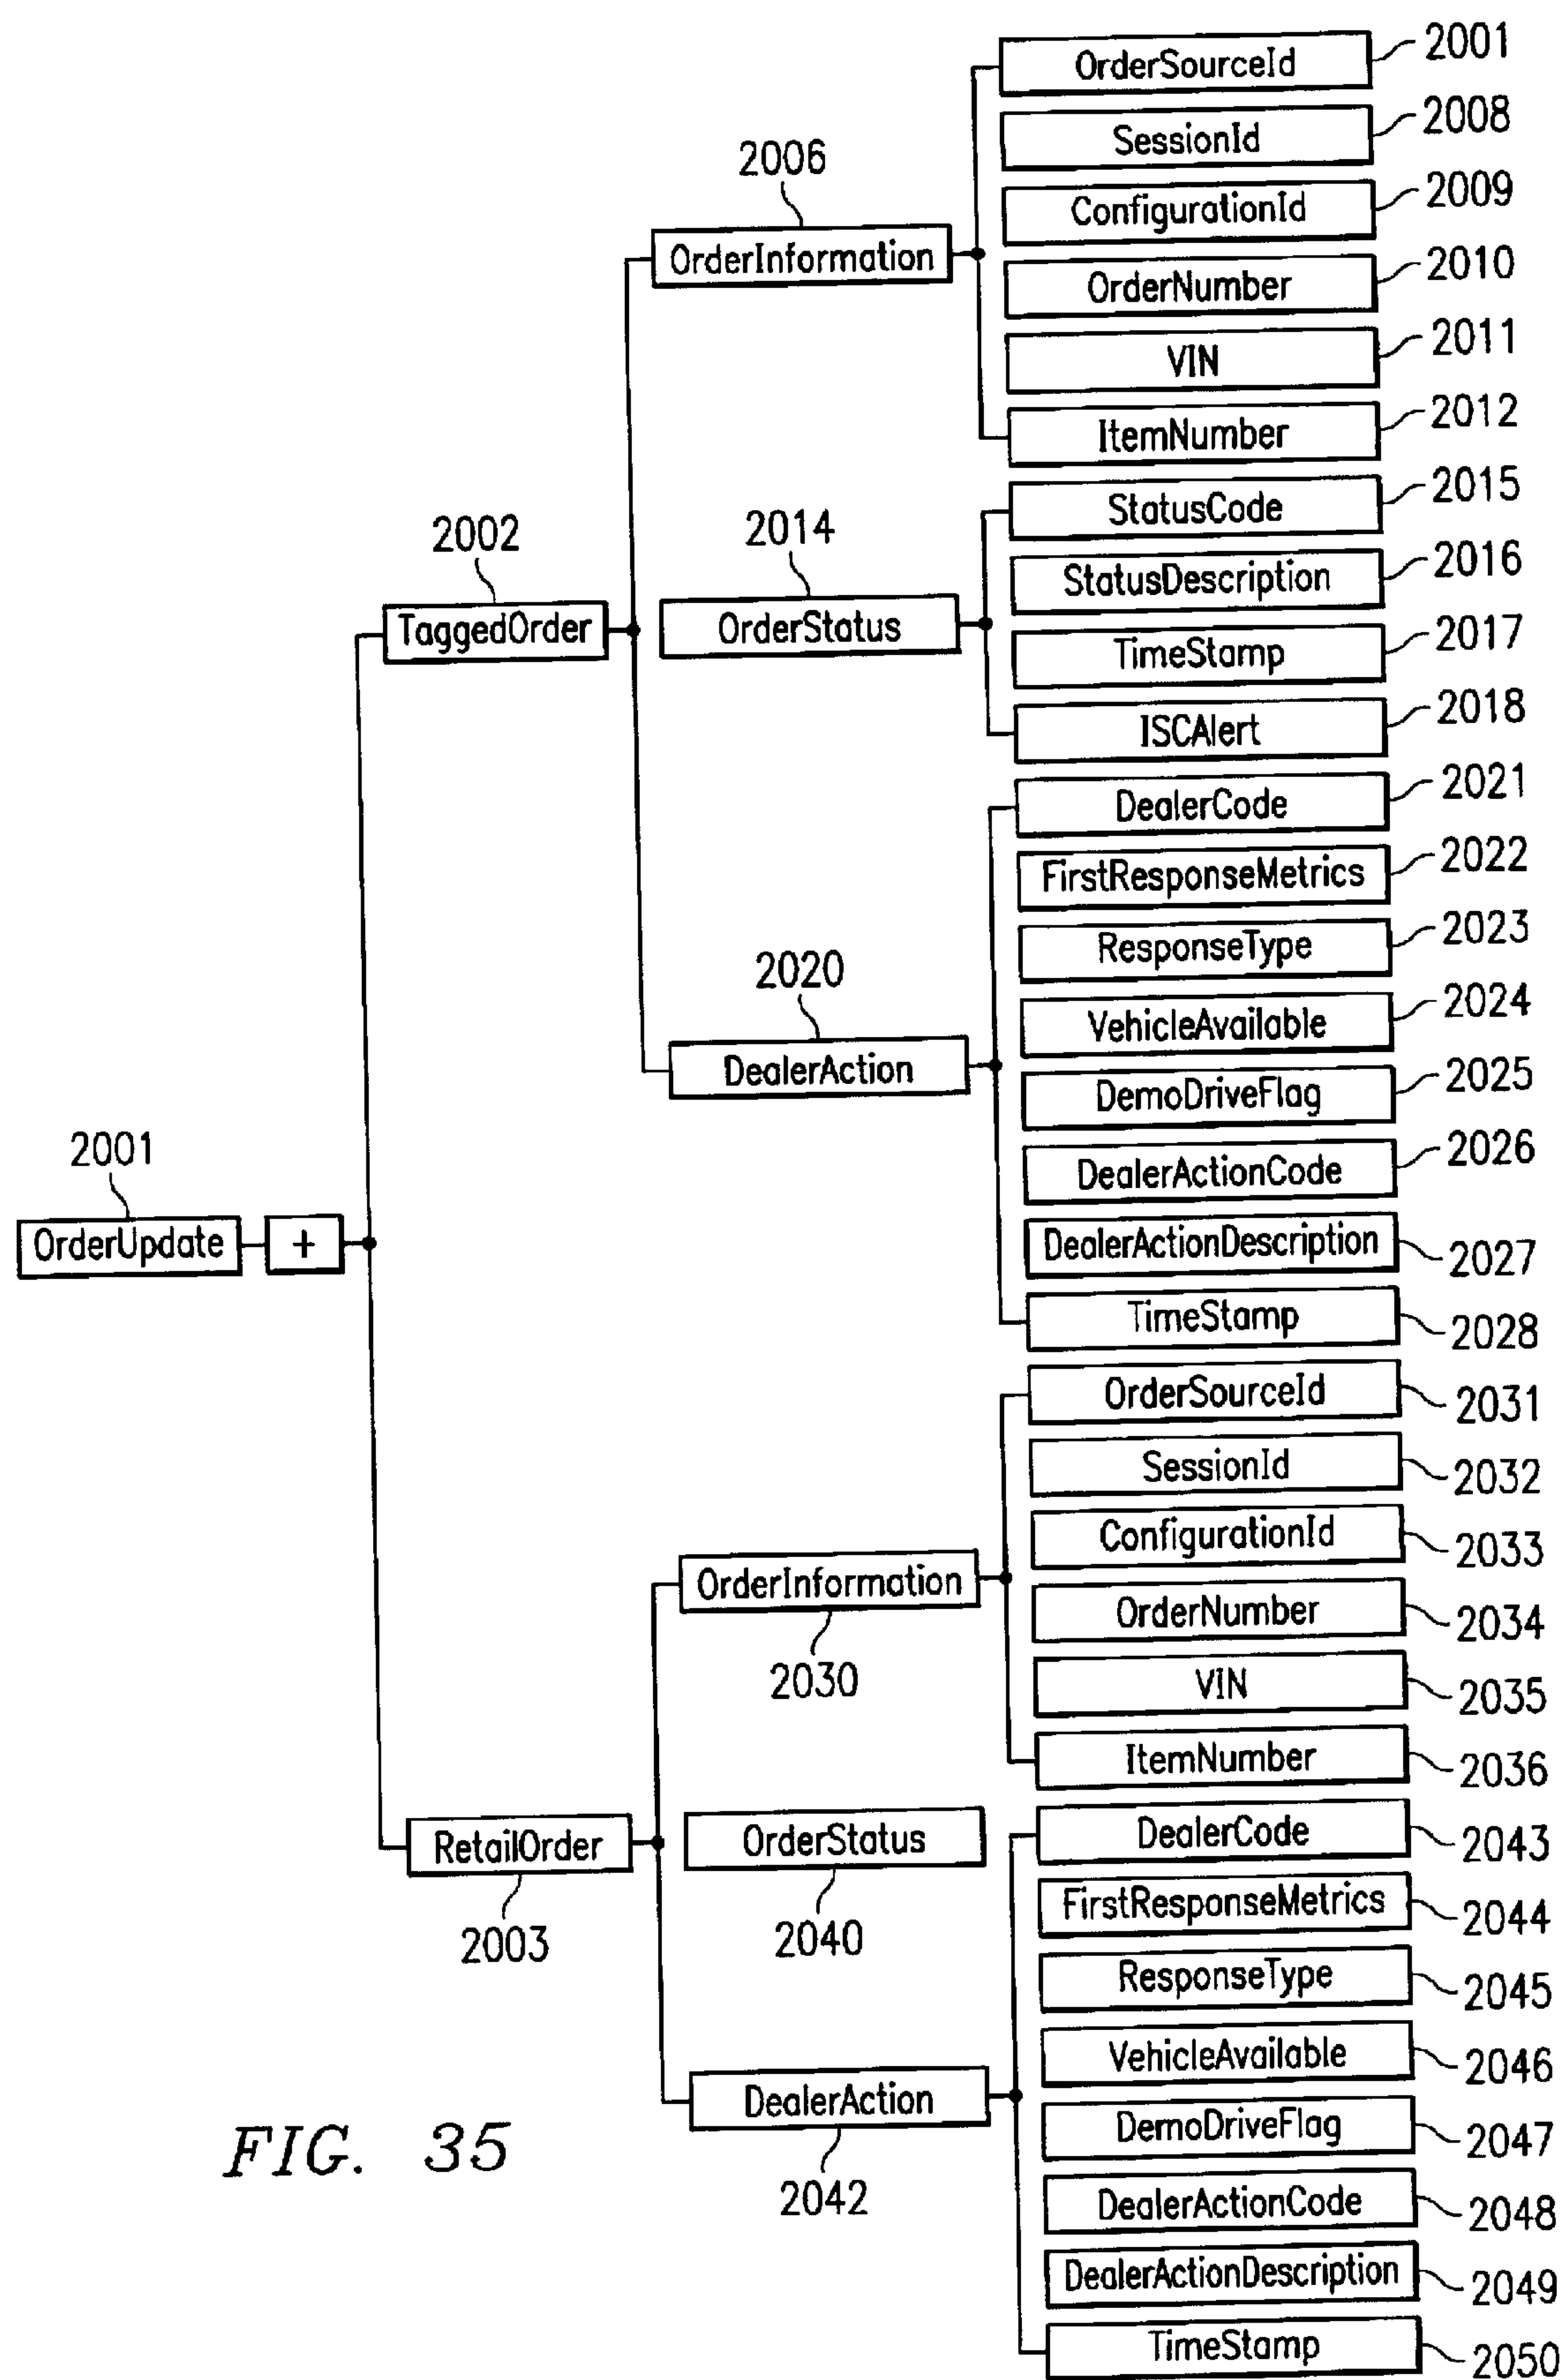 OrderSourceId 2001
SessionId 2008
2006
ConfigurationId 2009
OrderInformation
OrderNumber 2010
VIN 2011
ItemNumber 2012
StatusCode 2015
2002
2014
StatusDescription 2016
TaggedOrder
OrderStatus
TimeStamp 2017
ISCAlert 2018
DealerCode 2021
FirstResponseMetrics 2022
ResponseType 2023
2020
VehicleAvailable 2024
DealerAction
DemoDriveFlag 2025
2001
DealerActionCode 2026
OrderUpdate +
DealerActionDescription 2027
TimeStamp 2028
OrderSourceId 2031
SessionId 2032
ConfigurationId 2033
OrderInformation
OrderNumber 2034
2030
VIN 2035
ItemNumber 2036
RetailOrder
OrderStatus
DealerCode 2043
2003
2040
FirstResponseMetrics 2044
ResponseType 2045
VehicleAvailable 2046
DealerAction
DemoDriveFlag 2047
2042
DealerActionCode 2048
DealerActionDescription 2049
TimeStamp 2050
FIG. 35